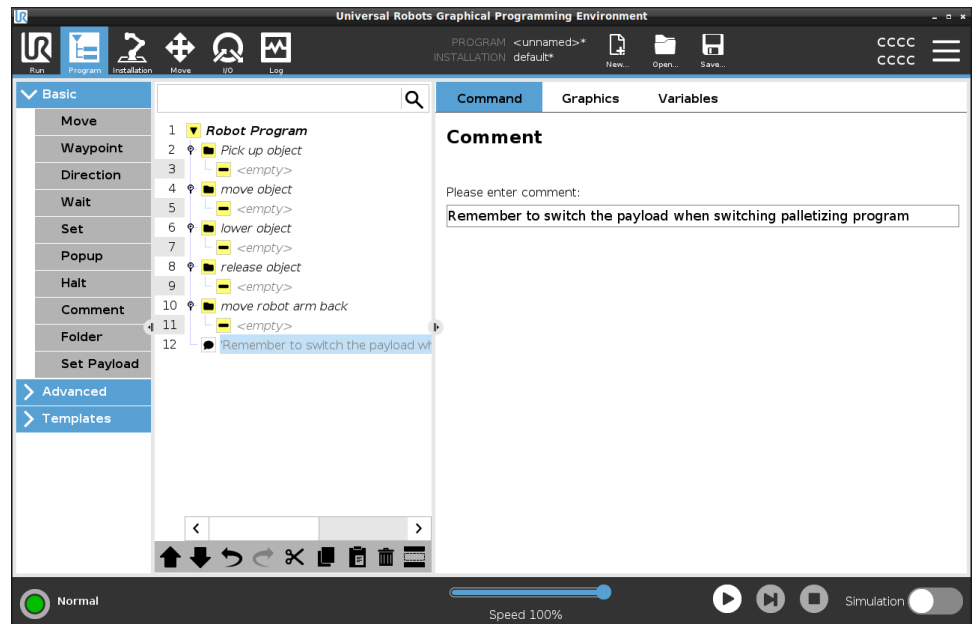 Universal Robots Graphical Programming Environment
PROGRAM <unnamed>*
INSTALLATION default*
Run
Program
Installation
Move
I/O
Log
New...
Open...
Save...
CCCC
CCCC
Basic
Move
Waypoint
Direction
Wait
Set
Popup
Halt
Comment
Folder
Set Payload
Advanced
Templates
1 Robot Program
2 Pick up object
3 <empty>
4 move object
5 <empty>
6 lower object
7 <empty>
8 release object
9 <empty>
10 move robot arm back
11 <empty>
12 'Remember to switch the payload wh
Command Graphics Variables
Comment
Please enter comment:
Remember to switch the payload when switching palletizing program
Normal
Speed 100%
Simulation